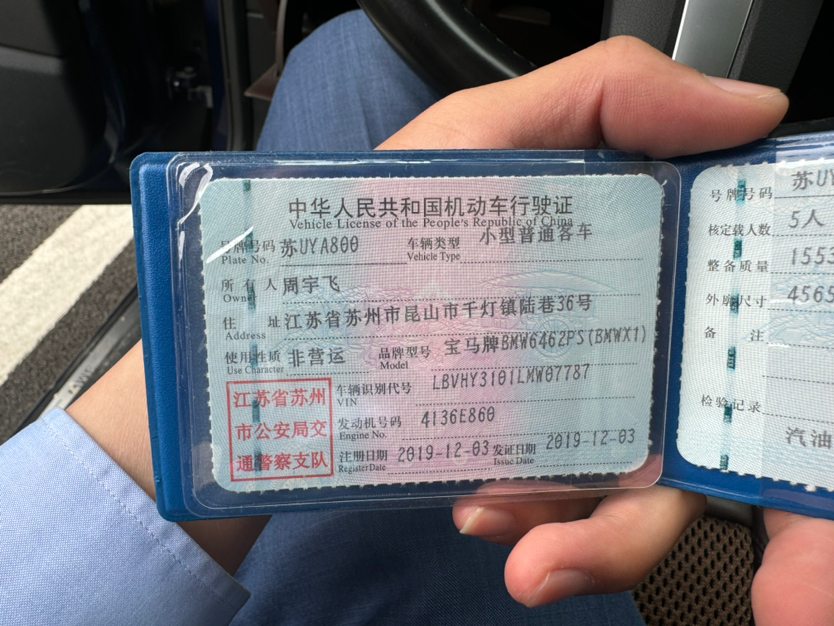 中华人民共和国机动车行驶证
Vehicle License of the People's Republic of China
号牌号码 苏UYA800 车辆类型 小型普通客车
Plate No. Vehicle Type
所有人 周宇飞
Owner
住址 江苏省苏州市昆山市千灯镇陆巷36号
Address
使用性质 非营运 品牌型号 宝马牌BMW6462PS(BMWX1)
Use Character Model
江苏省苏州
市公安局交
通警察支队
车辆识别代号 LBVHY3101LMW07787
VIN
发动机号码 4136E860
Engine No.
注册日期 2019-12-03 发证日期 2019-12-03
Register Date Issue Date
号牌号码 苏UY
核定载人数 5人
整备质量 1553
外廓尺寸 4565
备注
检验记录
汽油